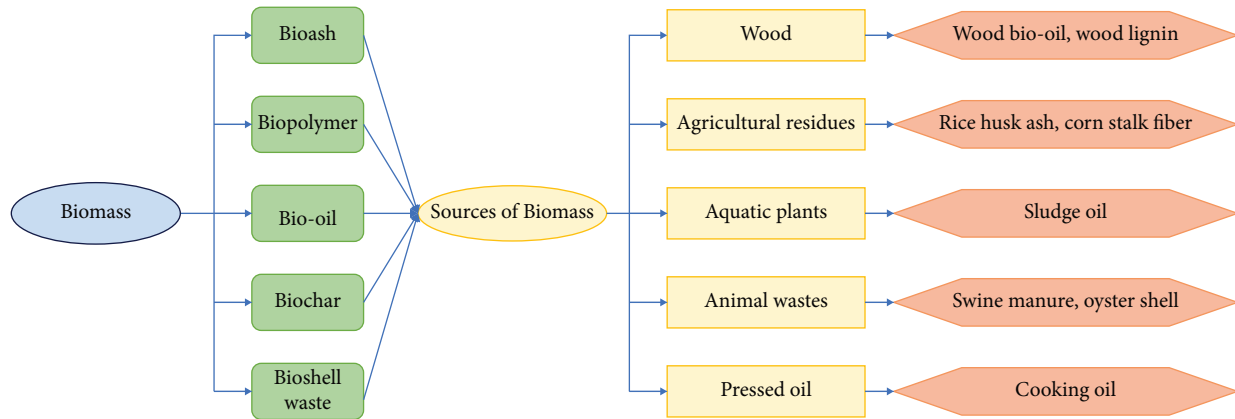 Biomass
Bioash
Biopolymer
Bio-oil
Biochar
Bioshell
waste
Sources of Biomass
Wood
Agricultural residues
Aquatic plants
Animal wastes
Pressed oil
Wood bio-oil, wood lignin
Rice husk ash, corn stalk fiber
Sludge oil
Swine manure, oyster shell
Cooking oil